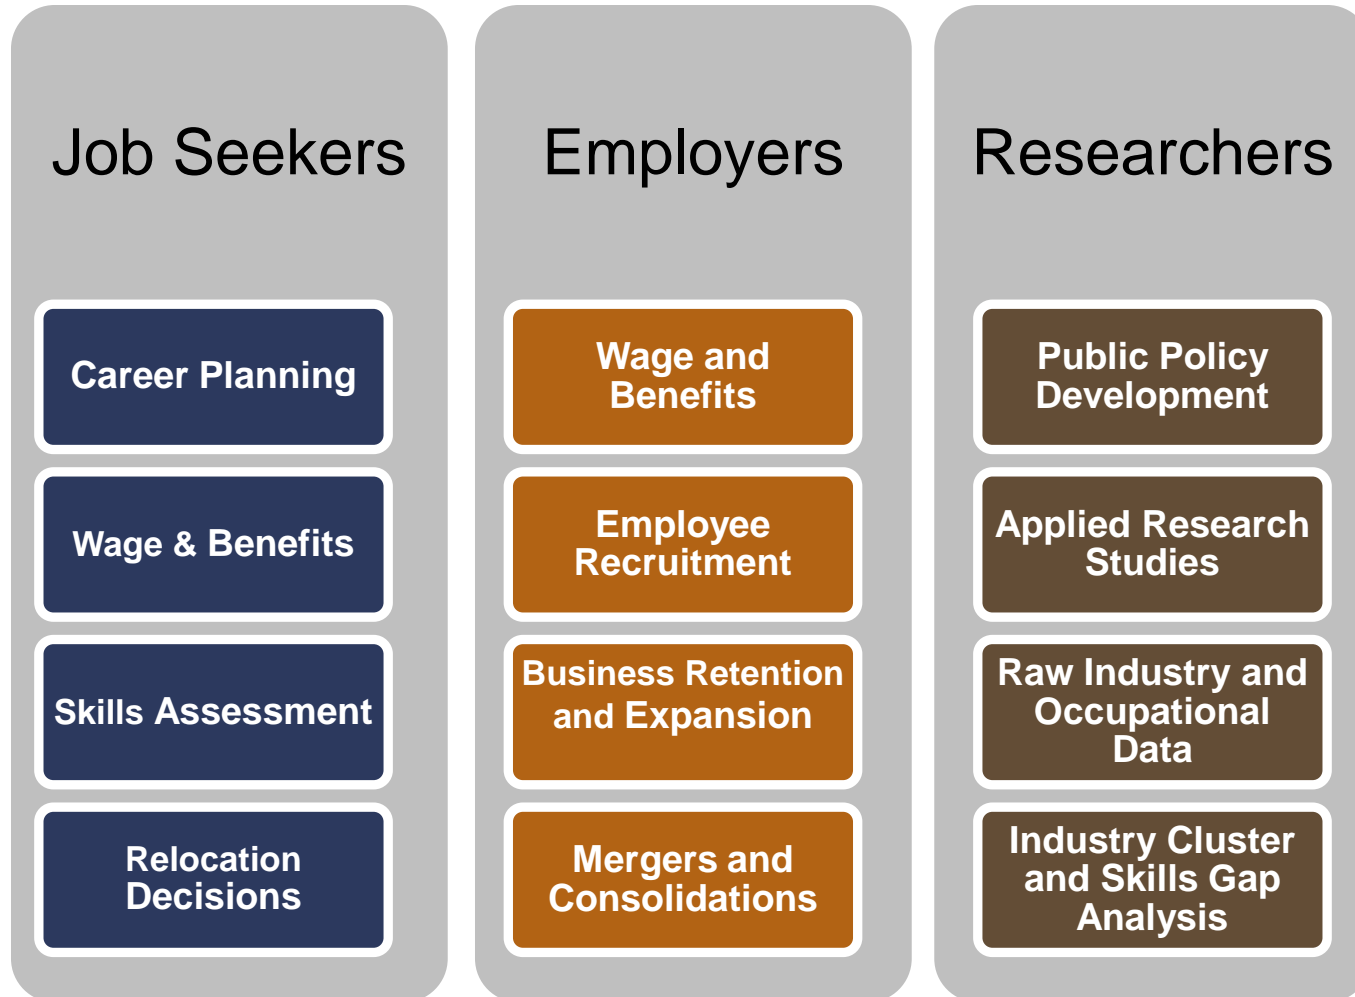 Job Seekers
Career Planning
Wage & Benefits
Skills Assessment
Relocation
Decisions
Employers
Wage and
Benefits
Employee
Recruitment
Business Retention
and Expansion
Mergers and
Consolidations
Researchers
Public Policy
Development
Applied Research
Studies
Raw Industry and
Occupational
Data
Industry Cluster
and Skills Gap
Analysis